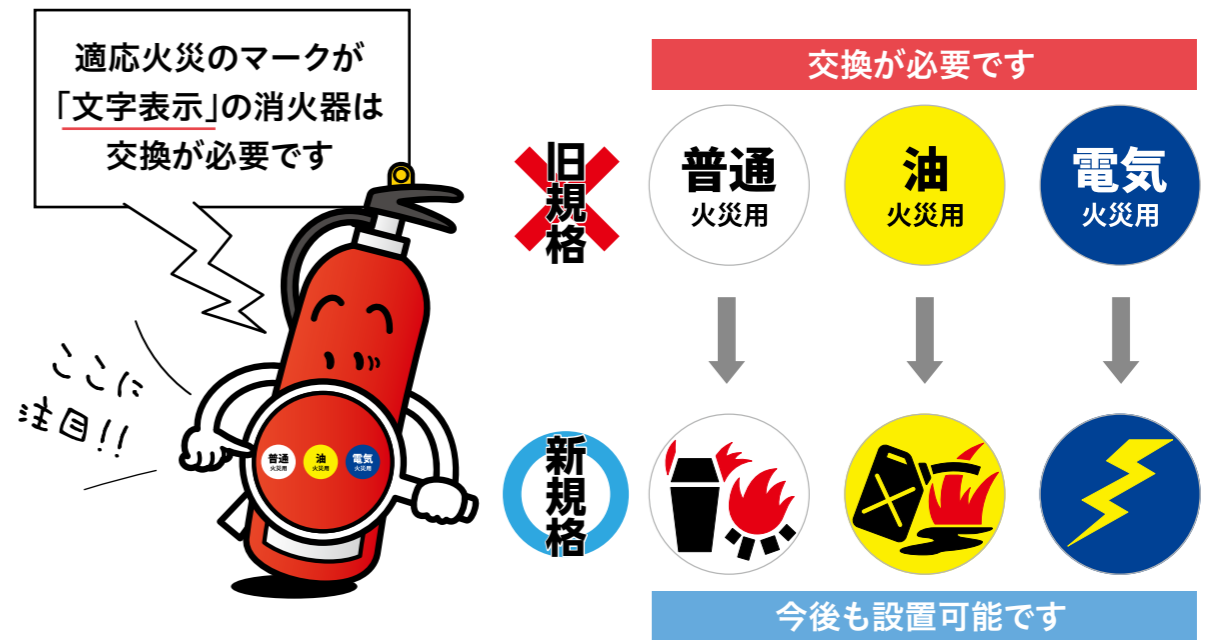 適応火災のマークが
「文字表示」の消火器は
交換が必要です
ここに
注目!!
普通
火災用
油
火災用
電気
火災用
交換が必要です
旧規格
普通
火災用
油
火災用
電気
火災用
新規格
今後も設置可能です